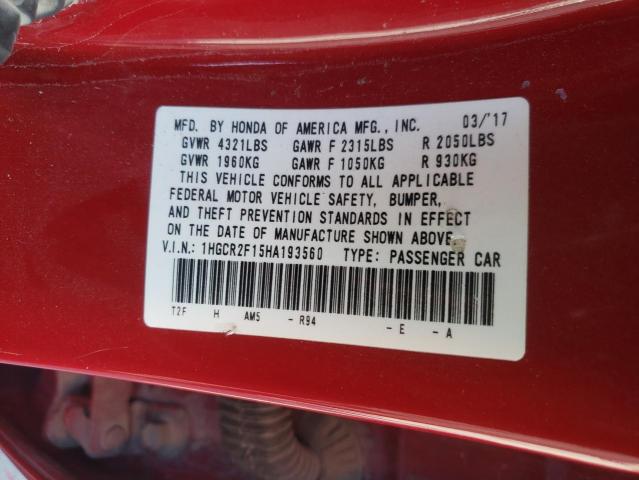 MFD. BY HONDA OF AMERICA MFG., INC. 03/'17
GVWR 4321LBS GAWR F 2315LBS R 2050LBS
GVWR 1960KG GAWR F 1050KG R 930KG
THIS VEHICLE CONFORMS TO ALL APPLICABLE
FEDERAL MOTOR VEHICLE SAFETY, BUMPER,
AND THEFT PREVENTION STANDARDS IN EFFECT
ON THE DATE OF MANUFACTURE SHOWN ABOVE.
V.I.N.: 1HGCR2F15HA193560 TYPE: PASSENGER CAR
T2F H AM5 - R94 - E - A